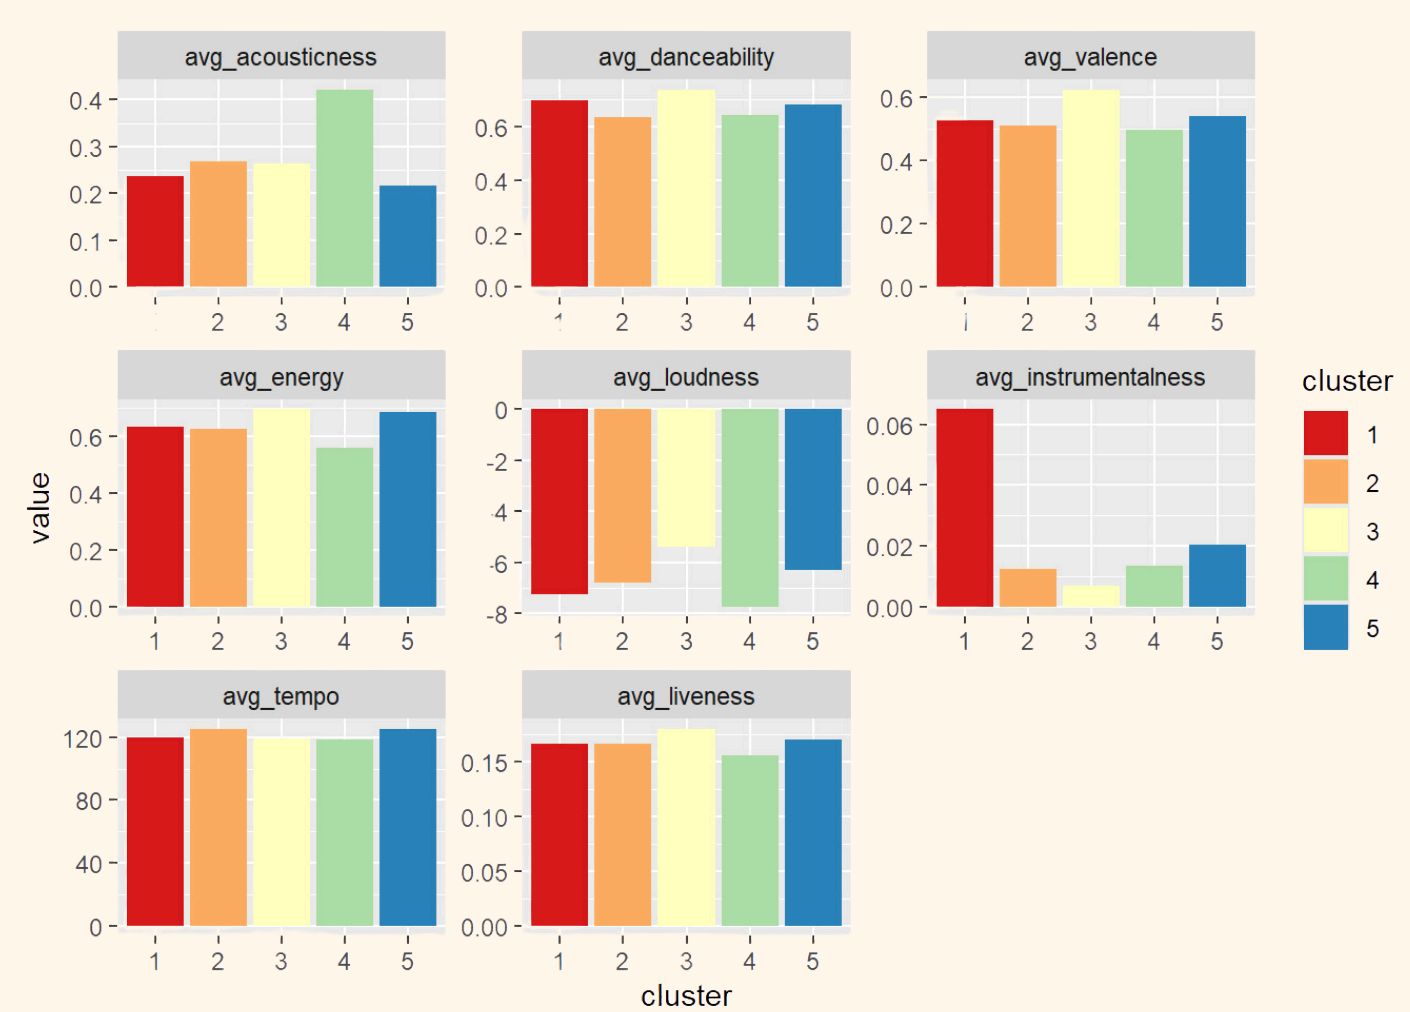 avg_acousticness
avg_danceability
avg_valence
0.4
0.3
0.2
0.1
0.0
0.6
0.4
0.2
0.0
0.6
0.4
0.2
0.0
2 3 4 5
2 3 4 5
2 3 4 5
avg_energy
avg_loudness
avg_instrumentalness
0.6
0.4
0.2
0.0
0
-2
-4
-6
-8
0.06
0.04
0.02
0.00
1 2 3 4 5
1 2 3 4 5
1 2 3 4 5
avg_tempo
avg_liveness
120
80
40
0
0.15
0.10
0.05
0.00
1 2 3 4 5
1 2 3 4 5
value
cluster
cluster
1
2
3
4
5